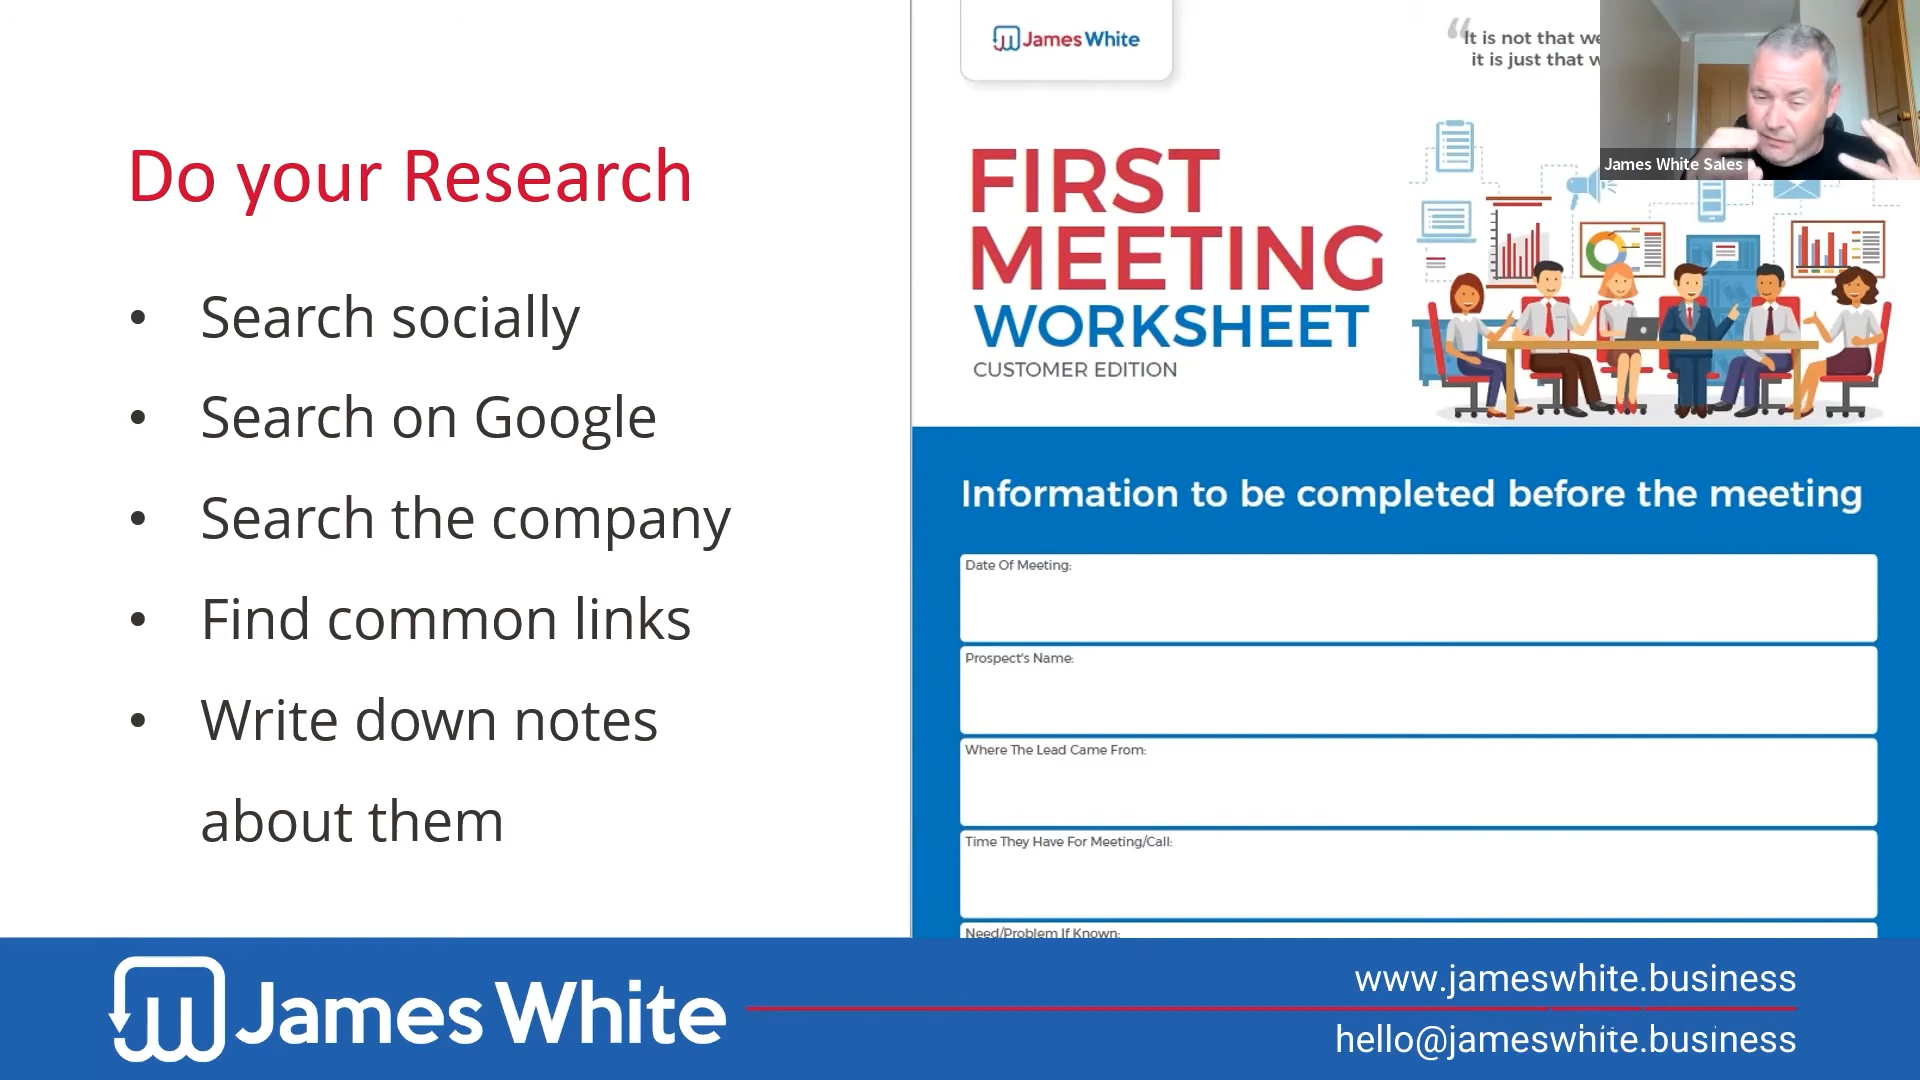 Do your Research
• Search socially
• Search on Google
• Search the company
• Find common links
• Write down notes
about them
James White
“It is not that we
it is just that w
FIRST
MEETING
WORKSHEET
CUSTOMER EDITION
James White Sales
Information to be completed before the meeting
Date Of Meeting:
Prospect's Name:
Where The Lead Came From:
Time They Have For Meeting/Call:
Need/Problem If Known:
James White
www.jameswhite.business
hello@jameswhite.business